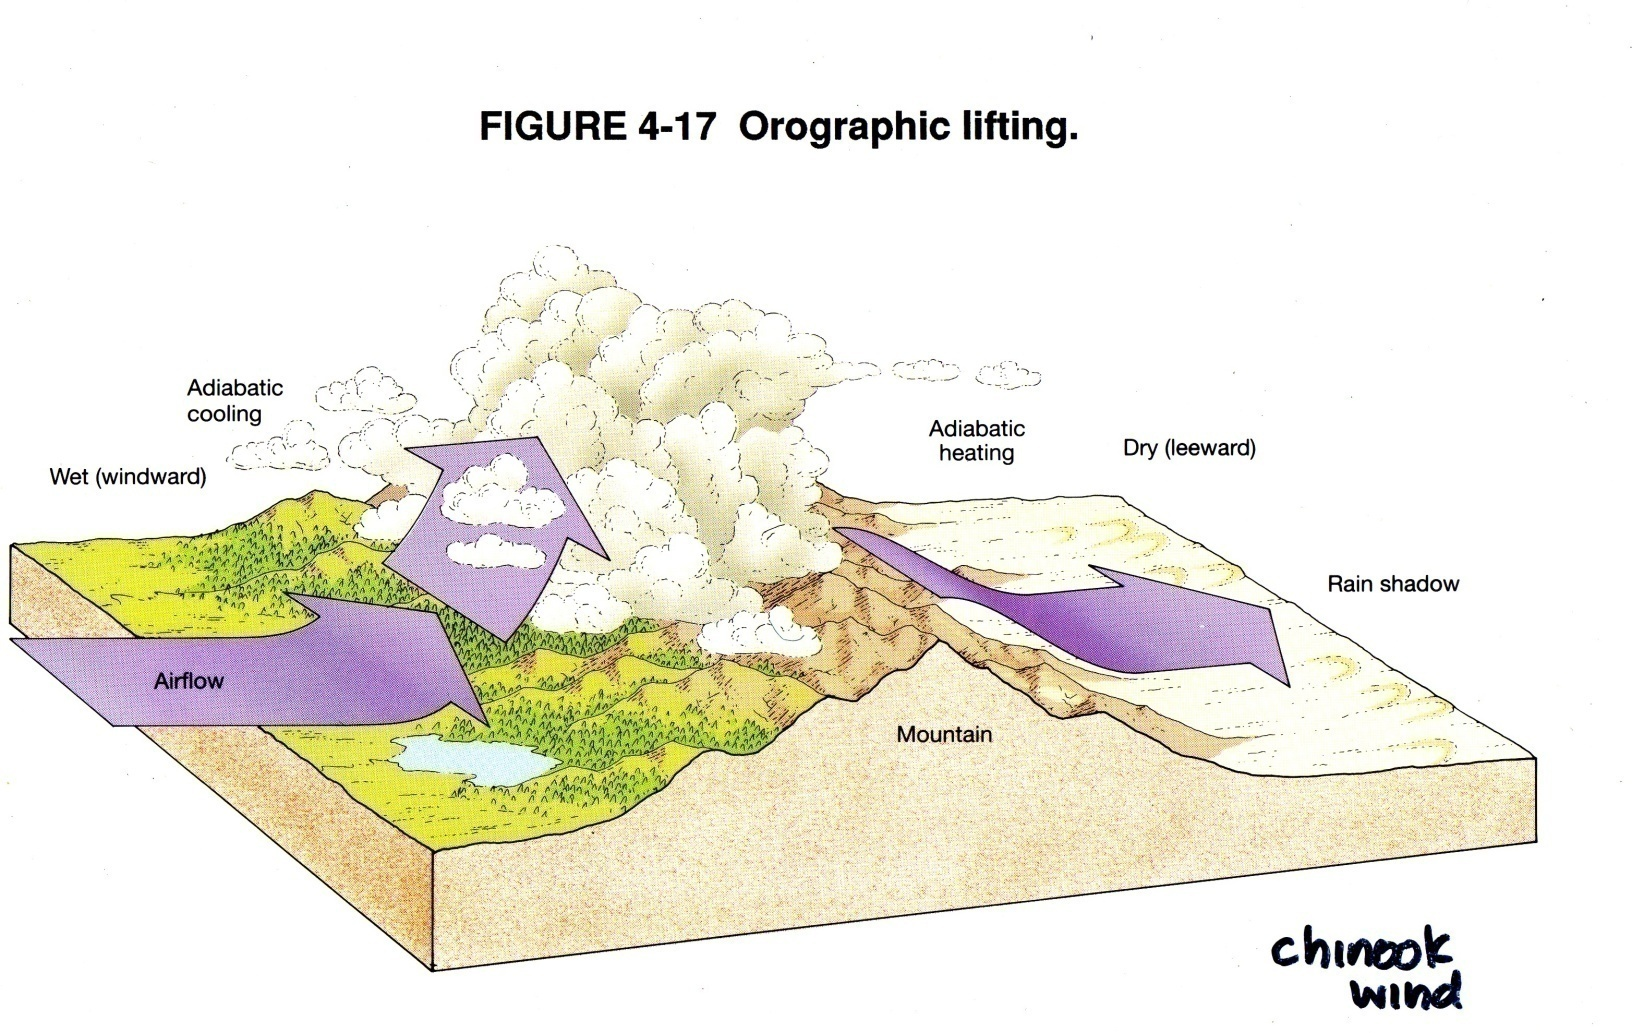 FIGURE 4-17 Orographic lifting.
Adiabatic
cooling
Wet (windward)
Adiabatic
heating
Dry (leeward)
Rain shadow
Airflow
Mountain
chinook
wind